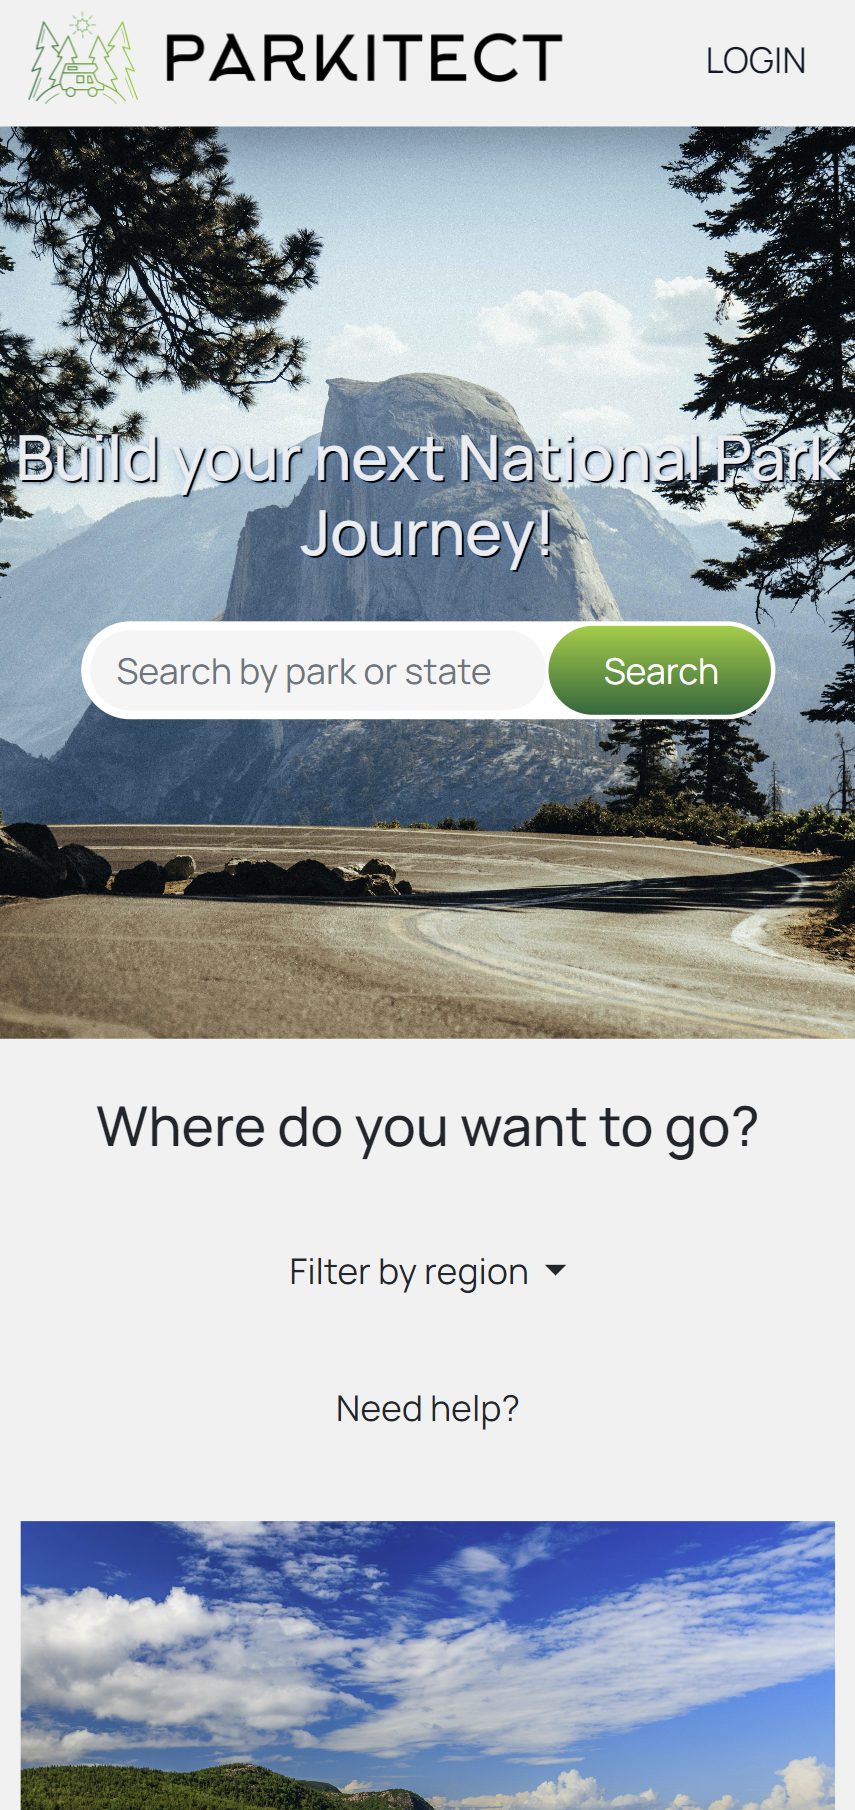 PARKITECT
LOGIN
Build your next National Park
Journey!
Search by park or state
Search
Where do you want to go?
Filter by region
Need help?